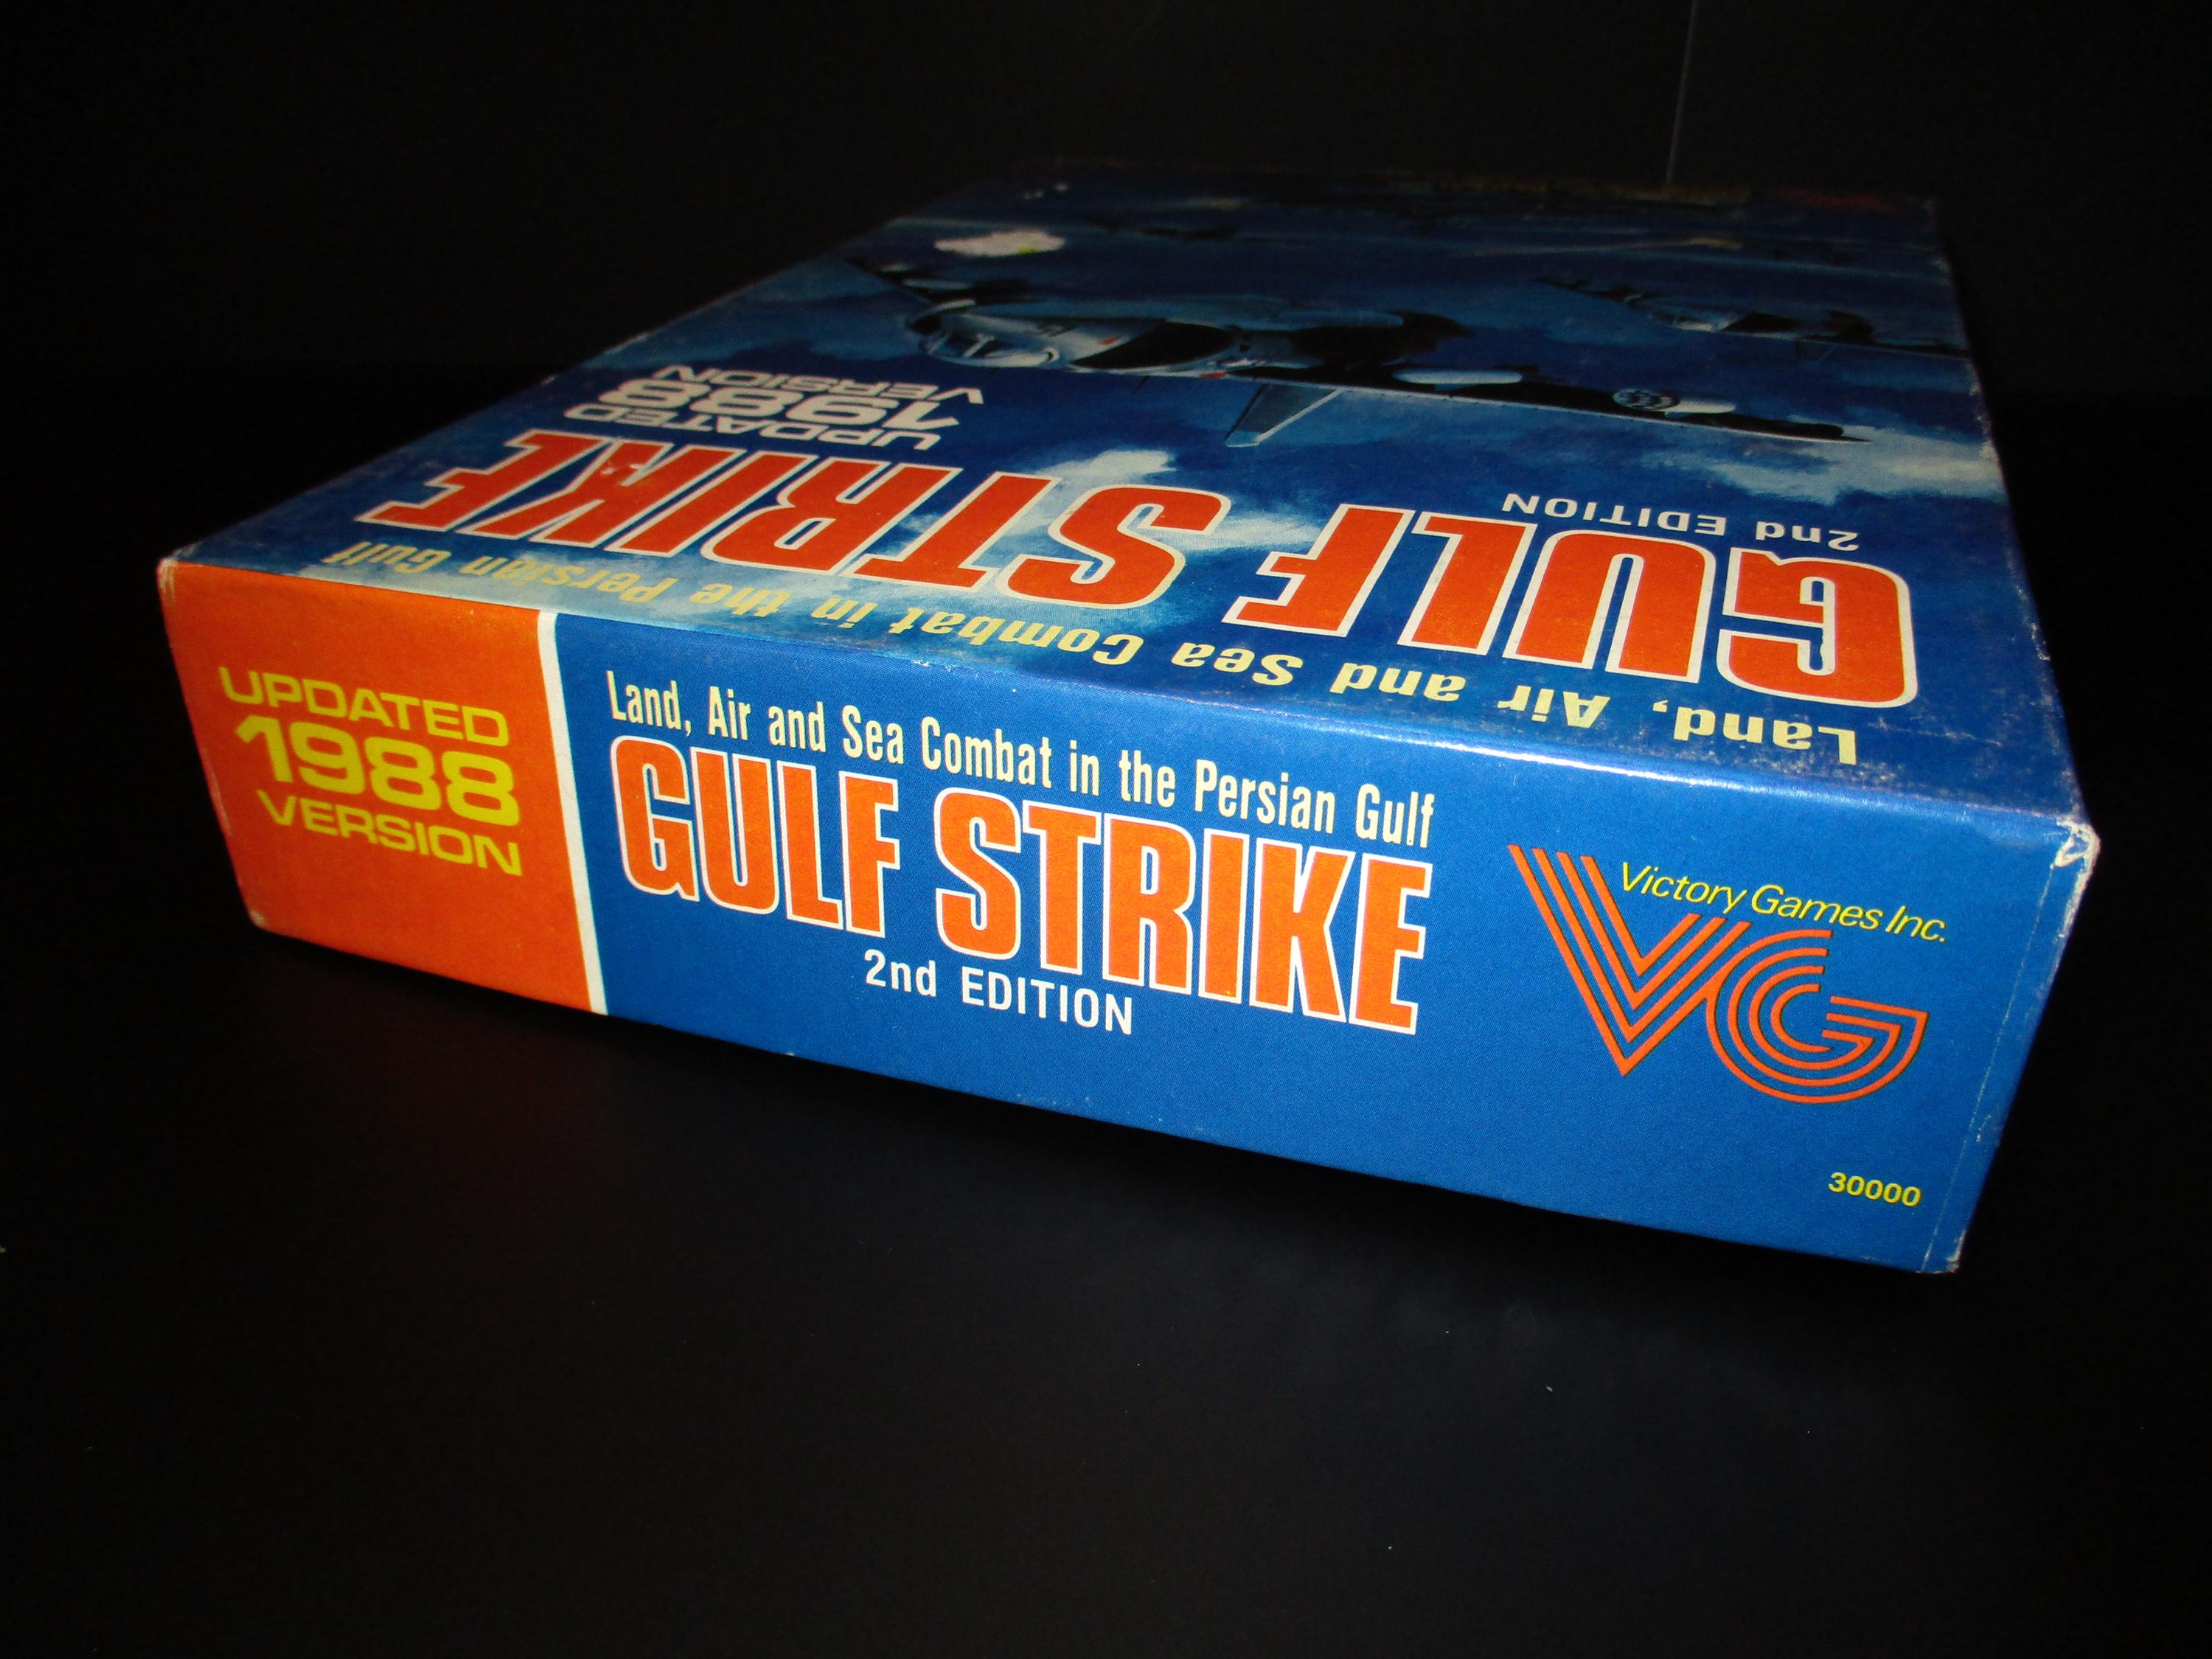 Land, Air and Sea Combat in the Persian Gulf
GULF STRIKE
2nd EDITION
UPDATED
1988
VERSION
UPDATED
1988
VERSION
Land, Air and Sea Combat in the Persian Gulf
GULF STRIKE
2nd EDITION
Victory Games Inc.
VG
30000